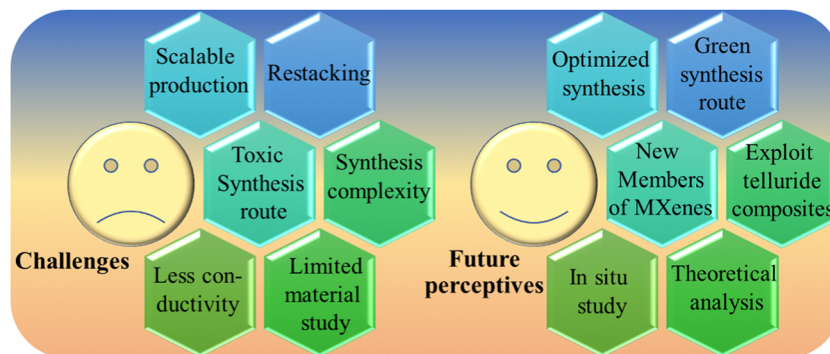 Scalable
production
Restacking
Toxic
Synthesis
route
Synthesis
complexity
Challenges
Less con-
ductivity
Limited
material
study
Optimized
synthesis
Green
synthesis
route
New
Members
of MXenes
Exploit
telluride
composites
Future
perceptives
In situ
study
Theoretical
analysis